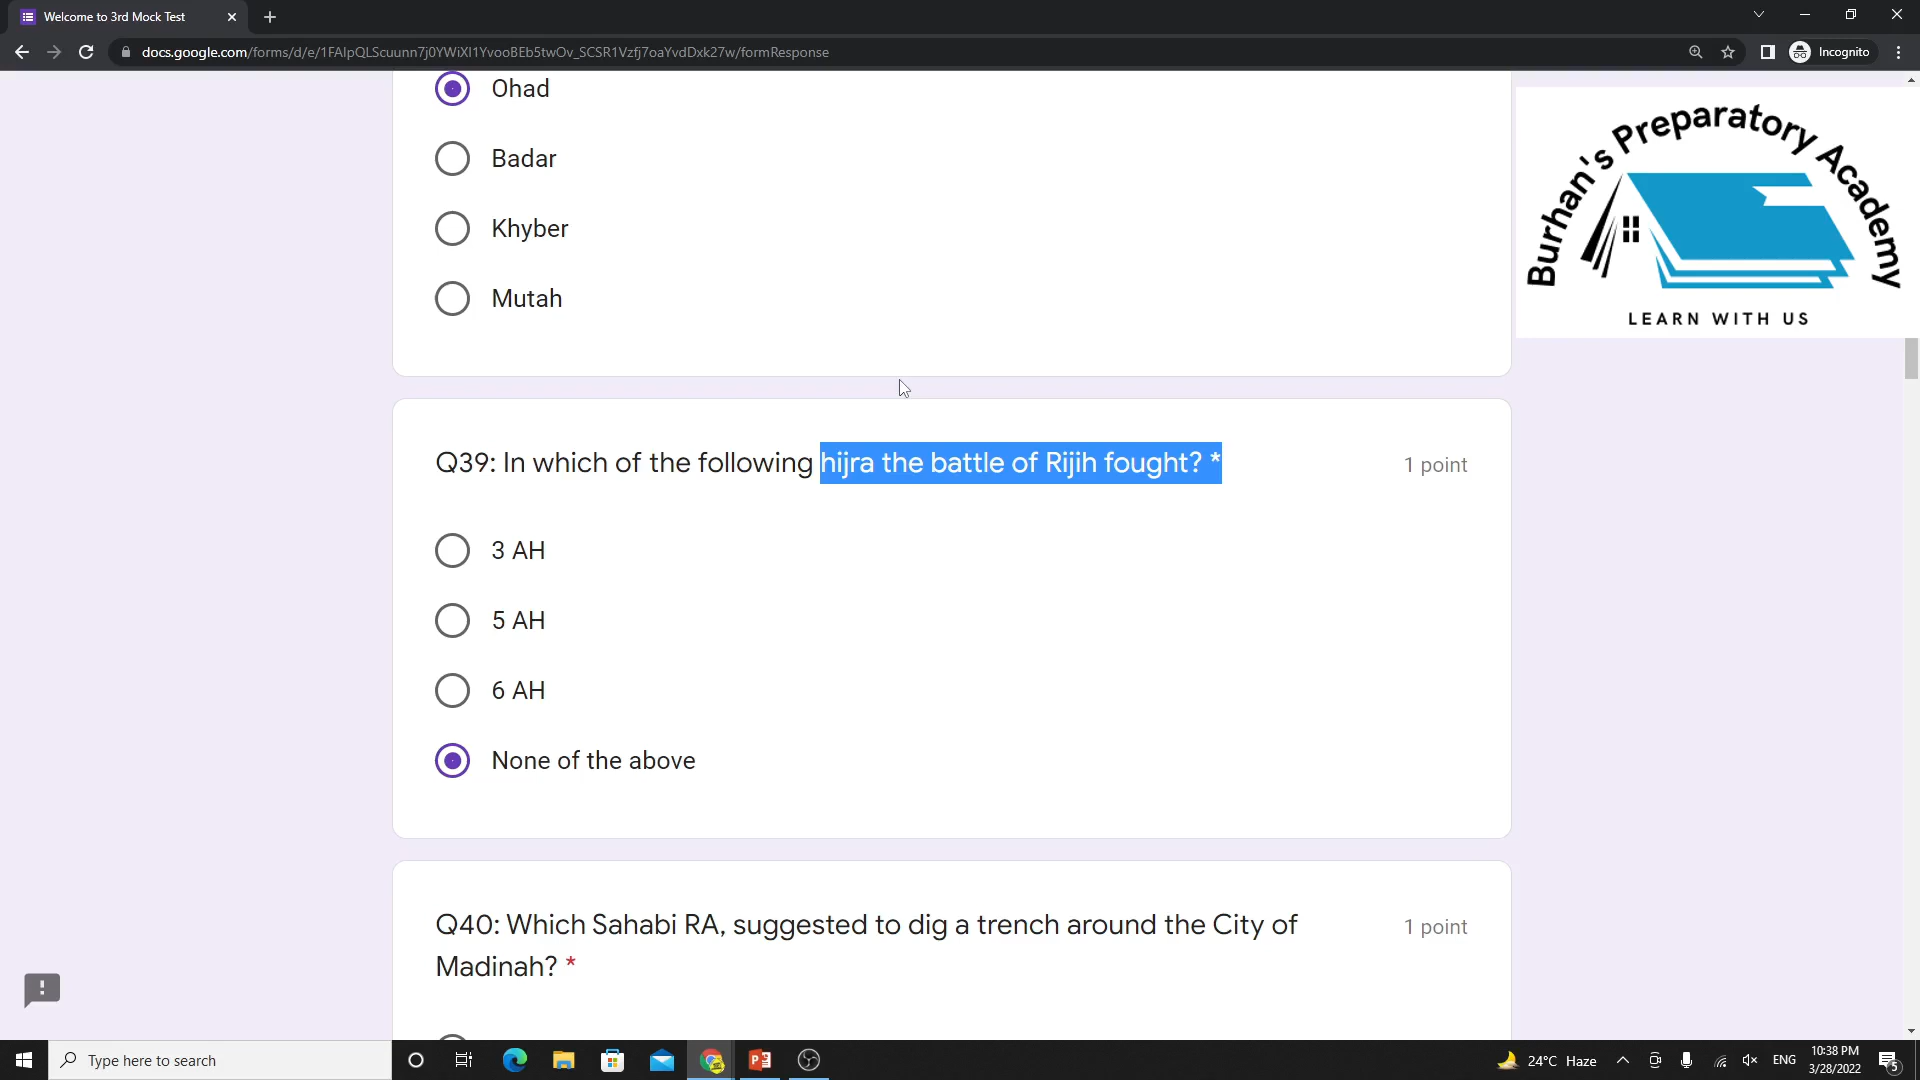 Welcome to 3rd Mock Test
docs.google.com/forms/d/e/1FAIpQLScuunn7j0YWiXI1YvooBEb5twOv_SCSR1Vzfj7oaYvdDxk27w/formResponse
Incognito
Ohad
Badar
Khyber
Mutah
Burhan's Preparatory Academy
LEARN WITH US
Q39: In which of the following hijra the battle of Rijih fought? *
1 point
3 AH
5 AH
6 AH
None of the above
Q40: Which Sahabi RA, suggested to dig a trench around the City of
Madinah? *
1 point
Type here to search
24°C Haze
ENG
10:38 PM
3/28/2022
5